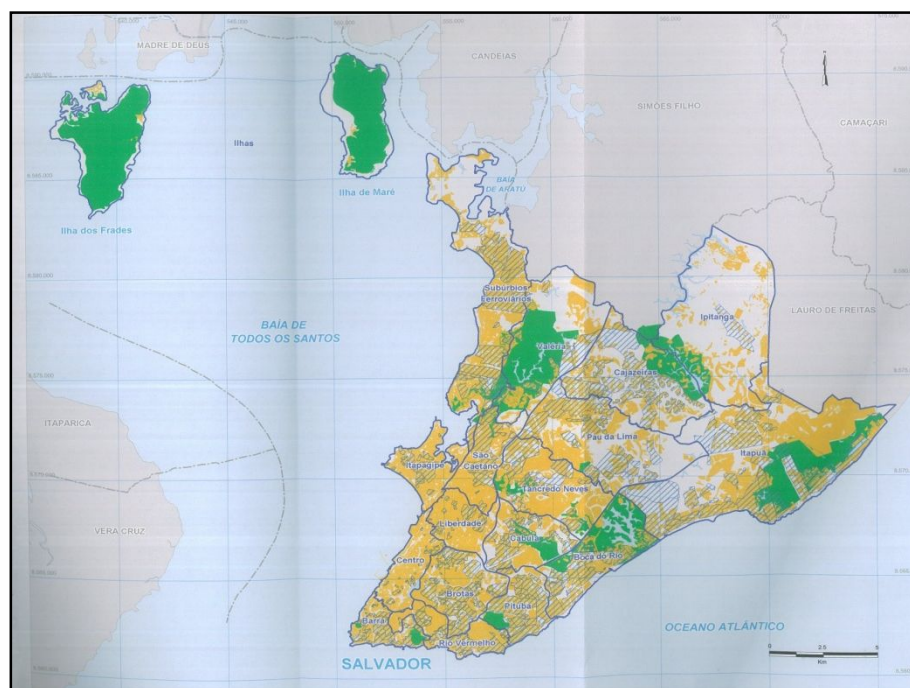 MADRE DE DEUS
CANDEIAS
SIMÕES FILHO
CAMAÇARI
Ilhas
BAÍA
DE ARATÚ
Ilha de Maré
Ilha dos Frades
Subúrbios
Ferroviários
Ipitanga
LAURO DE FREITAS
BAÍA DE
TODOS OS SANTOS
Valéria
Cajazeiras
ITAPARICA
Pau da Lima
Itapuã
São
Caetano
Itapagipe
Tancredo Neves
Liberdade
VERA CRUZ
Cabula
Boca do Rio
Centro
Brotas
Pituba
Barra
Rio Vermelho
OCEANO ATLÂNTICO
SALVADOR
0 2.5 5
Km